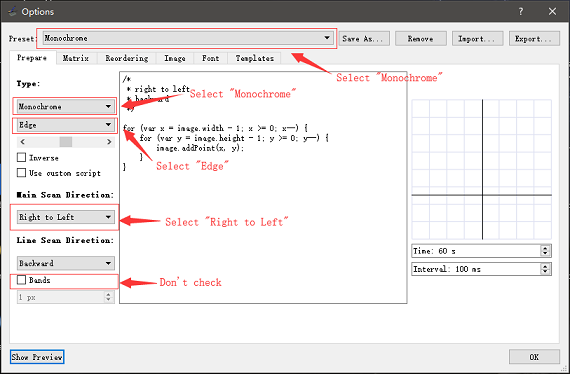 Options
Preset: Monochrome Save As... Remove Import... Export...
Prepare Matrix Reordering Image Font Templates
Select "Monochrome"
Type:
Monochrome
Edge
Inverse
Use custom script
Main Scan Direction:
Right to Left
Line Scan Direction:
Backward
Bands
1 px
/*
* right to left
* backward
*/
for (var x = image.width - 1; x >= 0; x--) {
for (var y = image.height - 1; y >= 0; y--) {
image.addPoint(x, y);
}
}
Select "Monochrome"
Select "Edge"
Select "Right to Left"
Don't check
Time: 60 s
Interval: 100 ms
Show Preview
OK